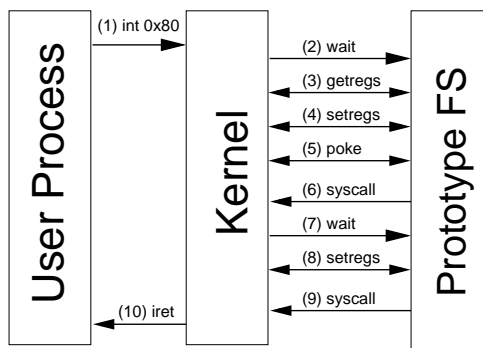 User Process
(1) int 0x80
(10) iret
Kernel
(2) wait
(3) getregs
(4) setregs
(5) poke
(6) syscall
(7) wait
(8) setregs
(9) syscall
Prototype FS